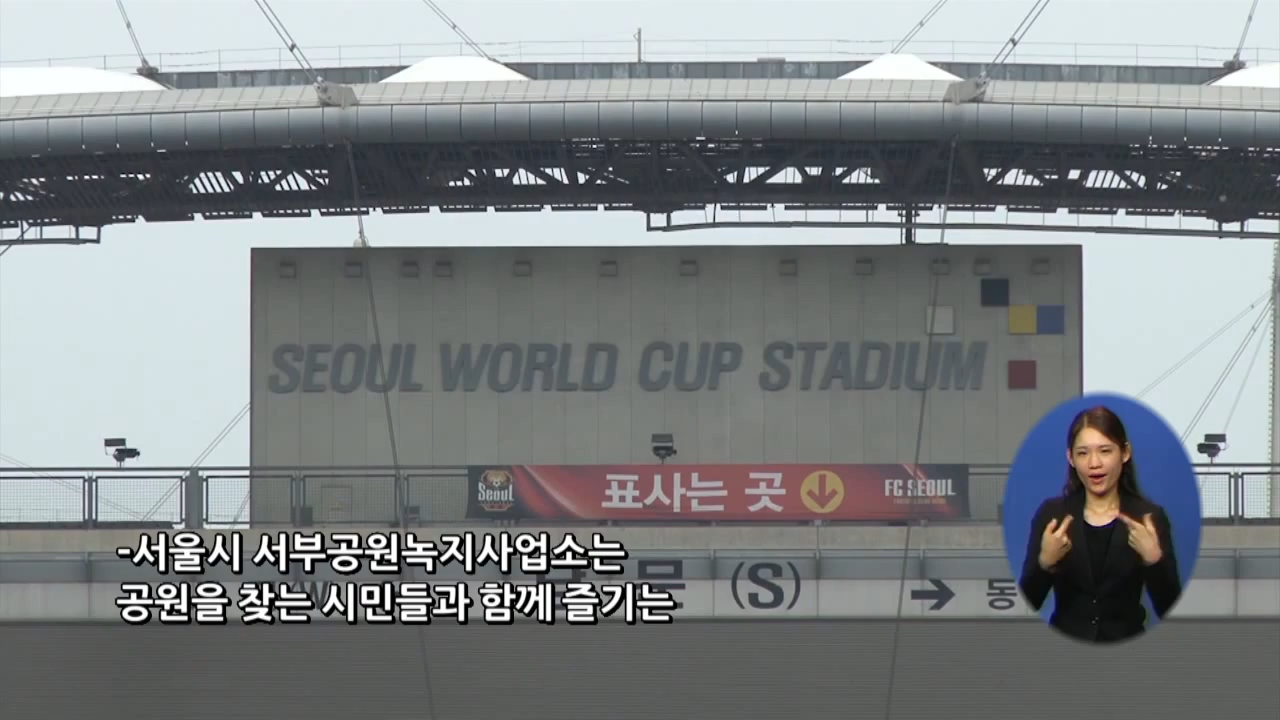 SEOUL WORLD CUP STADIUM
Seoul
표사는 곳
FC SEOUL
-서울시 서부공원녹지사업소는
공원을 찾는 시민들과 함께 즐기는
문 (S)
→ 동